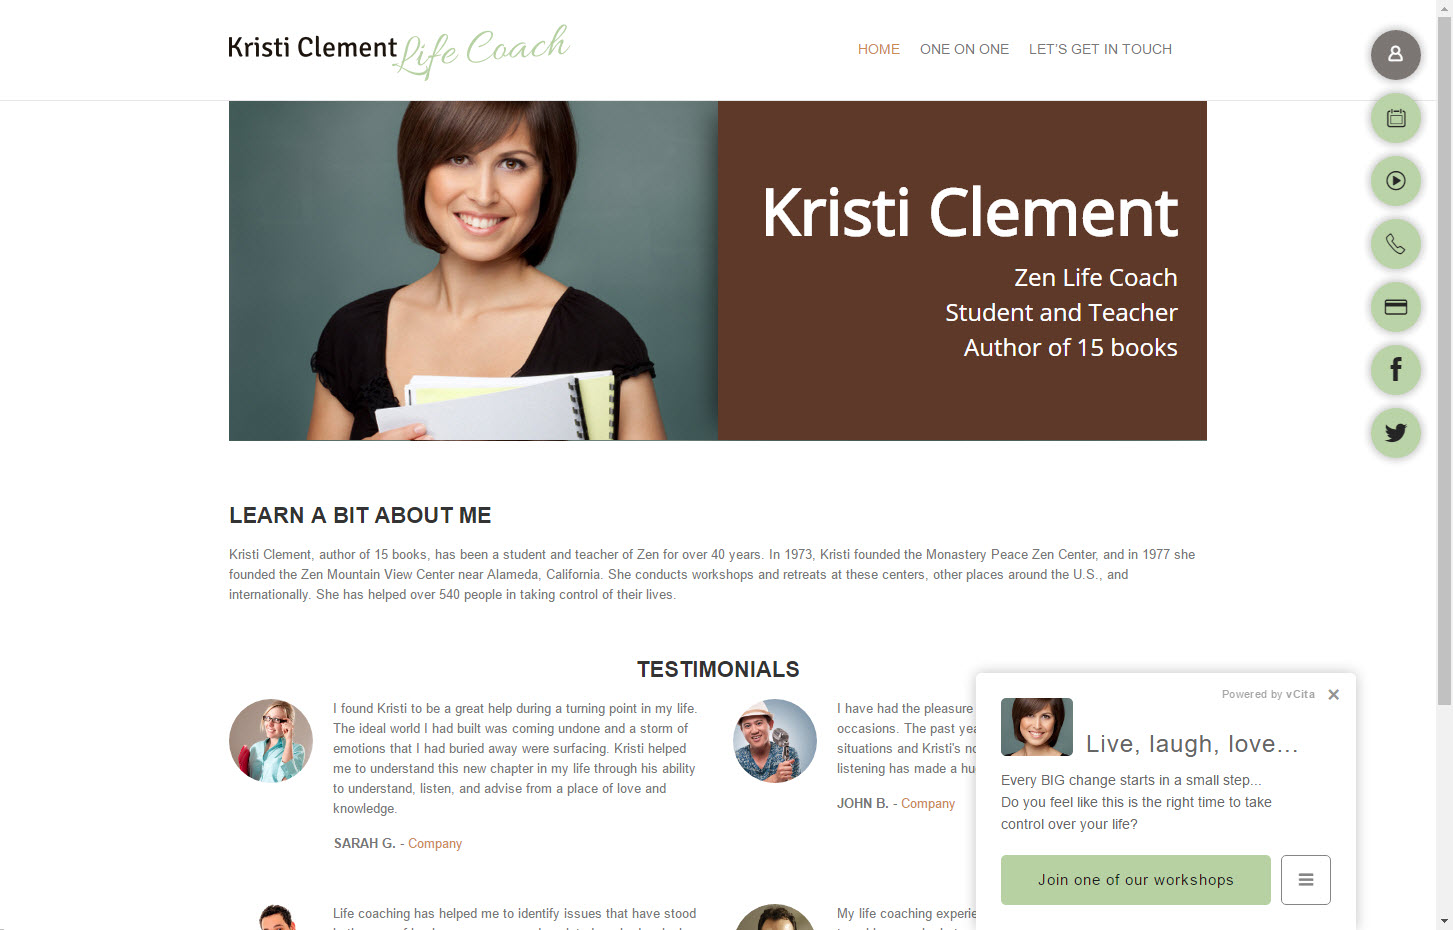 Kristi Clement Life Coach
HOME ONE ON ONE LET'S GET IN TOUCH
Kristi Clement
Zen Life Coach
Student and Teacher
Author of 15 books
LEARN A BIT ABOUT ME
Kristi Clement, author of 15 books, has been a student and teacher of Zen for over 40 years. In 1973, Kristi founded the Monastery Peace Zen Center, and in 1977 she
founded the Zen Mountain View Center near Alameda, California. She conducts workshops and retreats at these centers, other places around the U.S., and
internationally. She has helped over 540 people in taking control of their lives.
TESTIMONIALS
I found Kristi to be a great help during a turning point in my life.
The ideal world I had built was coming undone and a storm of
emotions that I had buried away were surfacing. Kristi helped
me to understand this new chapter in my life through his ability
to understand, listen, and advise from a place of love and
knowledge.
SARAH G. - Company
I have had the pleasure
occasions. The past
situations and Kristi's
listening has made a
JOHN B. - Company
Life coaching has helped me to identify issues that have stood
My life coaching
Powered by vCita
Live, laugh, love...
Every BIG change starts in a small step...
Do you feel like this is the right time to take
control over your life?
Join one of our workshops